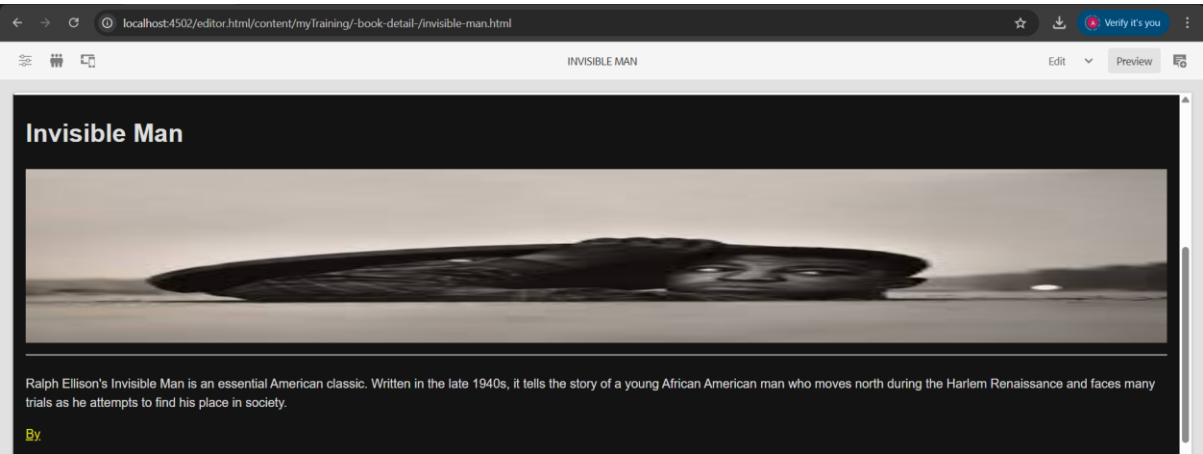 localhost:4502/editor.html/content/myTraining/-book-detail-/invisible-man.html
Verify it's you
INVISIBLE MAN
Edit
Preview
Invisible Man
Ralph Ellison's Invisible Man is an essential American classic. Written in the late 1940s, it tells the story of a young African American man who moves north during the Harlem Renaissance and faces many
trials as he attempts to find his place in society.
By